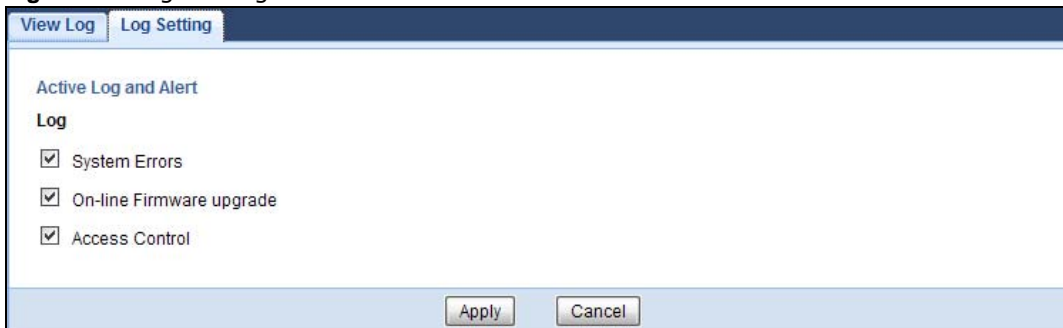 View Log Log Setting
Active Log and Alert
Log
System Errors
On-line Firmware upgrade
Access Control
Apply Cancel